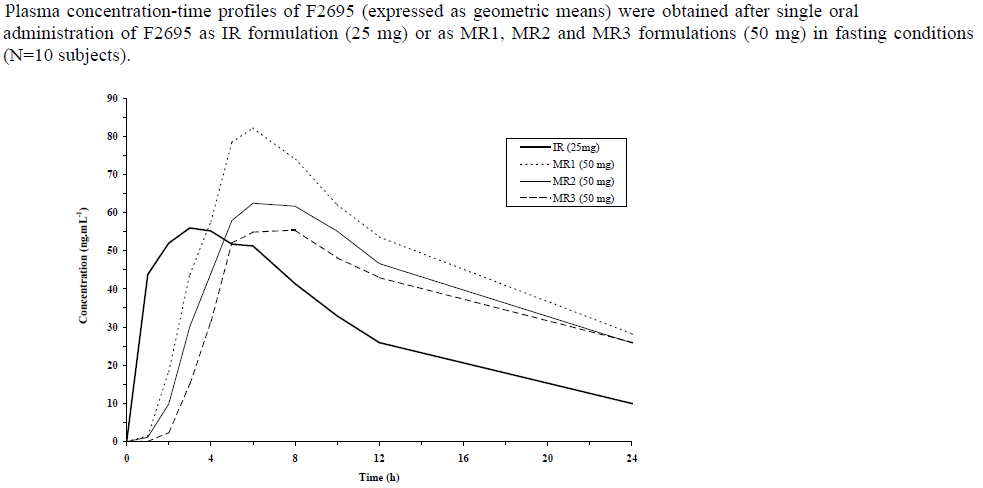 Plasma concentration-time profiles of F2695 (expressed as geometric means) were obtained after single oral
administration of F2695 as IR formulation (25 mg) or as MR1, MR2 and MR3 formulations (50 mg) in fasting conditions
(N=10 subjects).
90
80
70
60
50
40
30
20
10
0
Concentration (ng.mL⁻¹)
IR (25mg)
MR1 (50 mg)
MR2 (50 mg)
MR3 (50 mg)
0 4 8 12 16 20 24
Time (h)